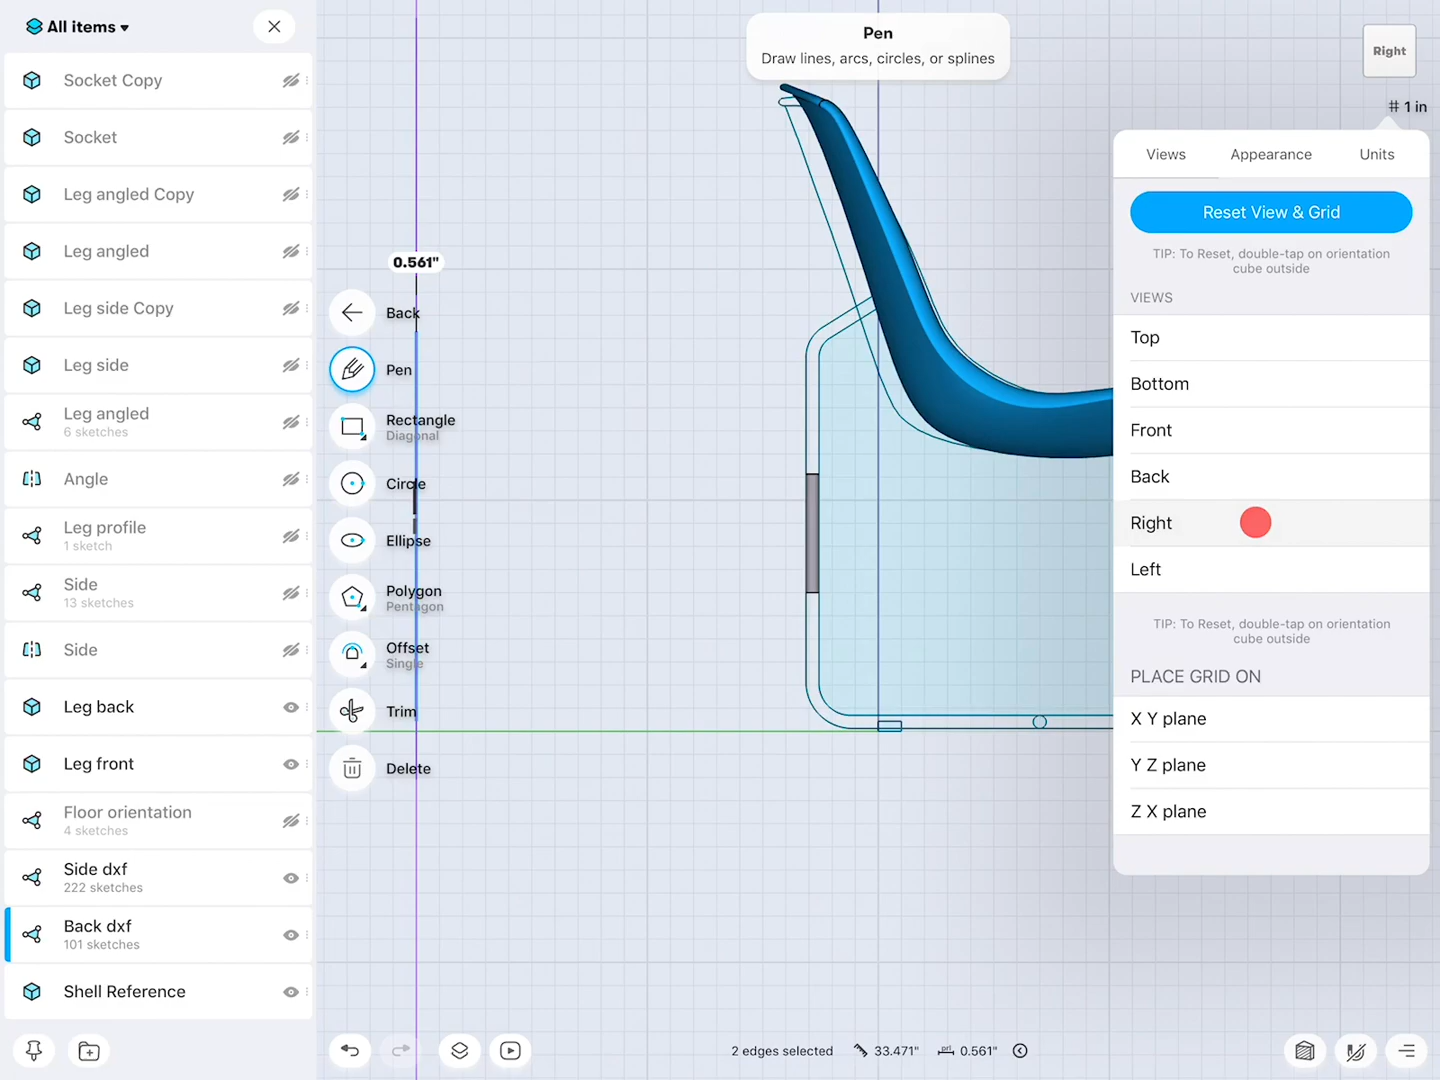 All items
Socket Copy
Socket
Leg angled Copy
Leg angled
Leg side Copy
Leg side
Leg angled
6 sketches
Angle
Leg profile
1 sketch
Side
13 sketches
Side
Leg back
Leg front
Floor orientation
4 sketches
Side dxf
222 sketches
Back dxf
101 sketches
Shell Reference
0.561"
Back
Pen
Rectangle
Diagonal
Circle
Ellipse
Polygon
Pentagon
Offset
Single
Trim
Delete
Pen
Draw lines, arcs, circles, or splines
Right
1 in
Views Appearance Units
Reset View & Grid
TIP: To Reset, double-tap on orientation
cube outside
VIEWS
Top
Bottom
Front
Back
Right
Left
TIP: To Reset, double-tap on orientation
cube outside
PLACE GRID ON
X Y plane
Y Z plane
Z X plane
2 edges selected 33.471" prl 0.561"